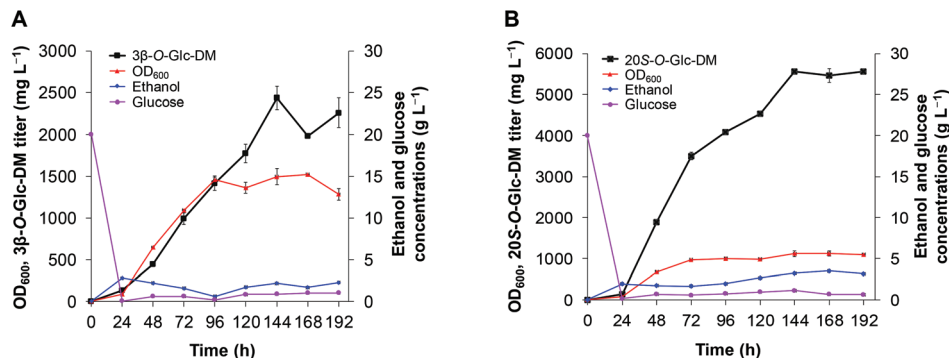 A
3β-O-Glc-DM
OD₆₀₀
Ethanol
Glucose
OD₆₀₀, 3β-O-Glc-DM titer (mg L⁻¹)
3000
2500
2000
1500
1000
500
0
30
25
20
15
10
5
0
Ethanol and glucose
concentrations (g L⁻¹)
0 24 48 72 96 120 144 168 192
Time (h)
B
20S-O-Glc-DM
OD₆₀₀
Ethanol
Glucose
OD₆₀₀, 20S-O-Glc-DM titer (mg L⁻¹)
6000
5000
4000
3000
2000
1000
0
30
25
20
15
10
5
0
Ethanol and glucose
concentrations (g L⁻¹)
0 24 48 72 96 120 144 168 192
Time (h)